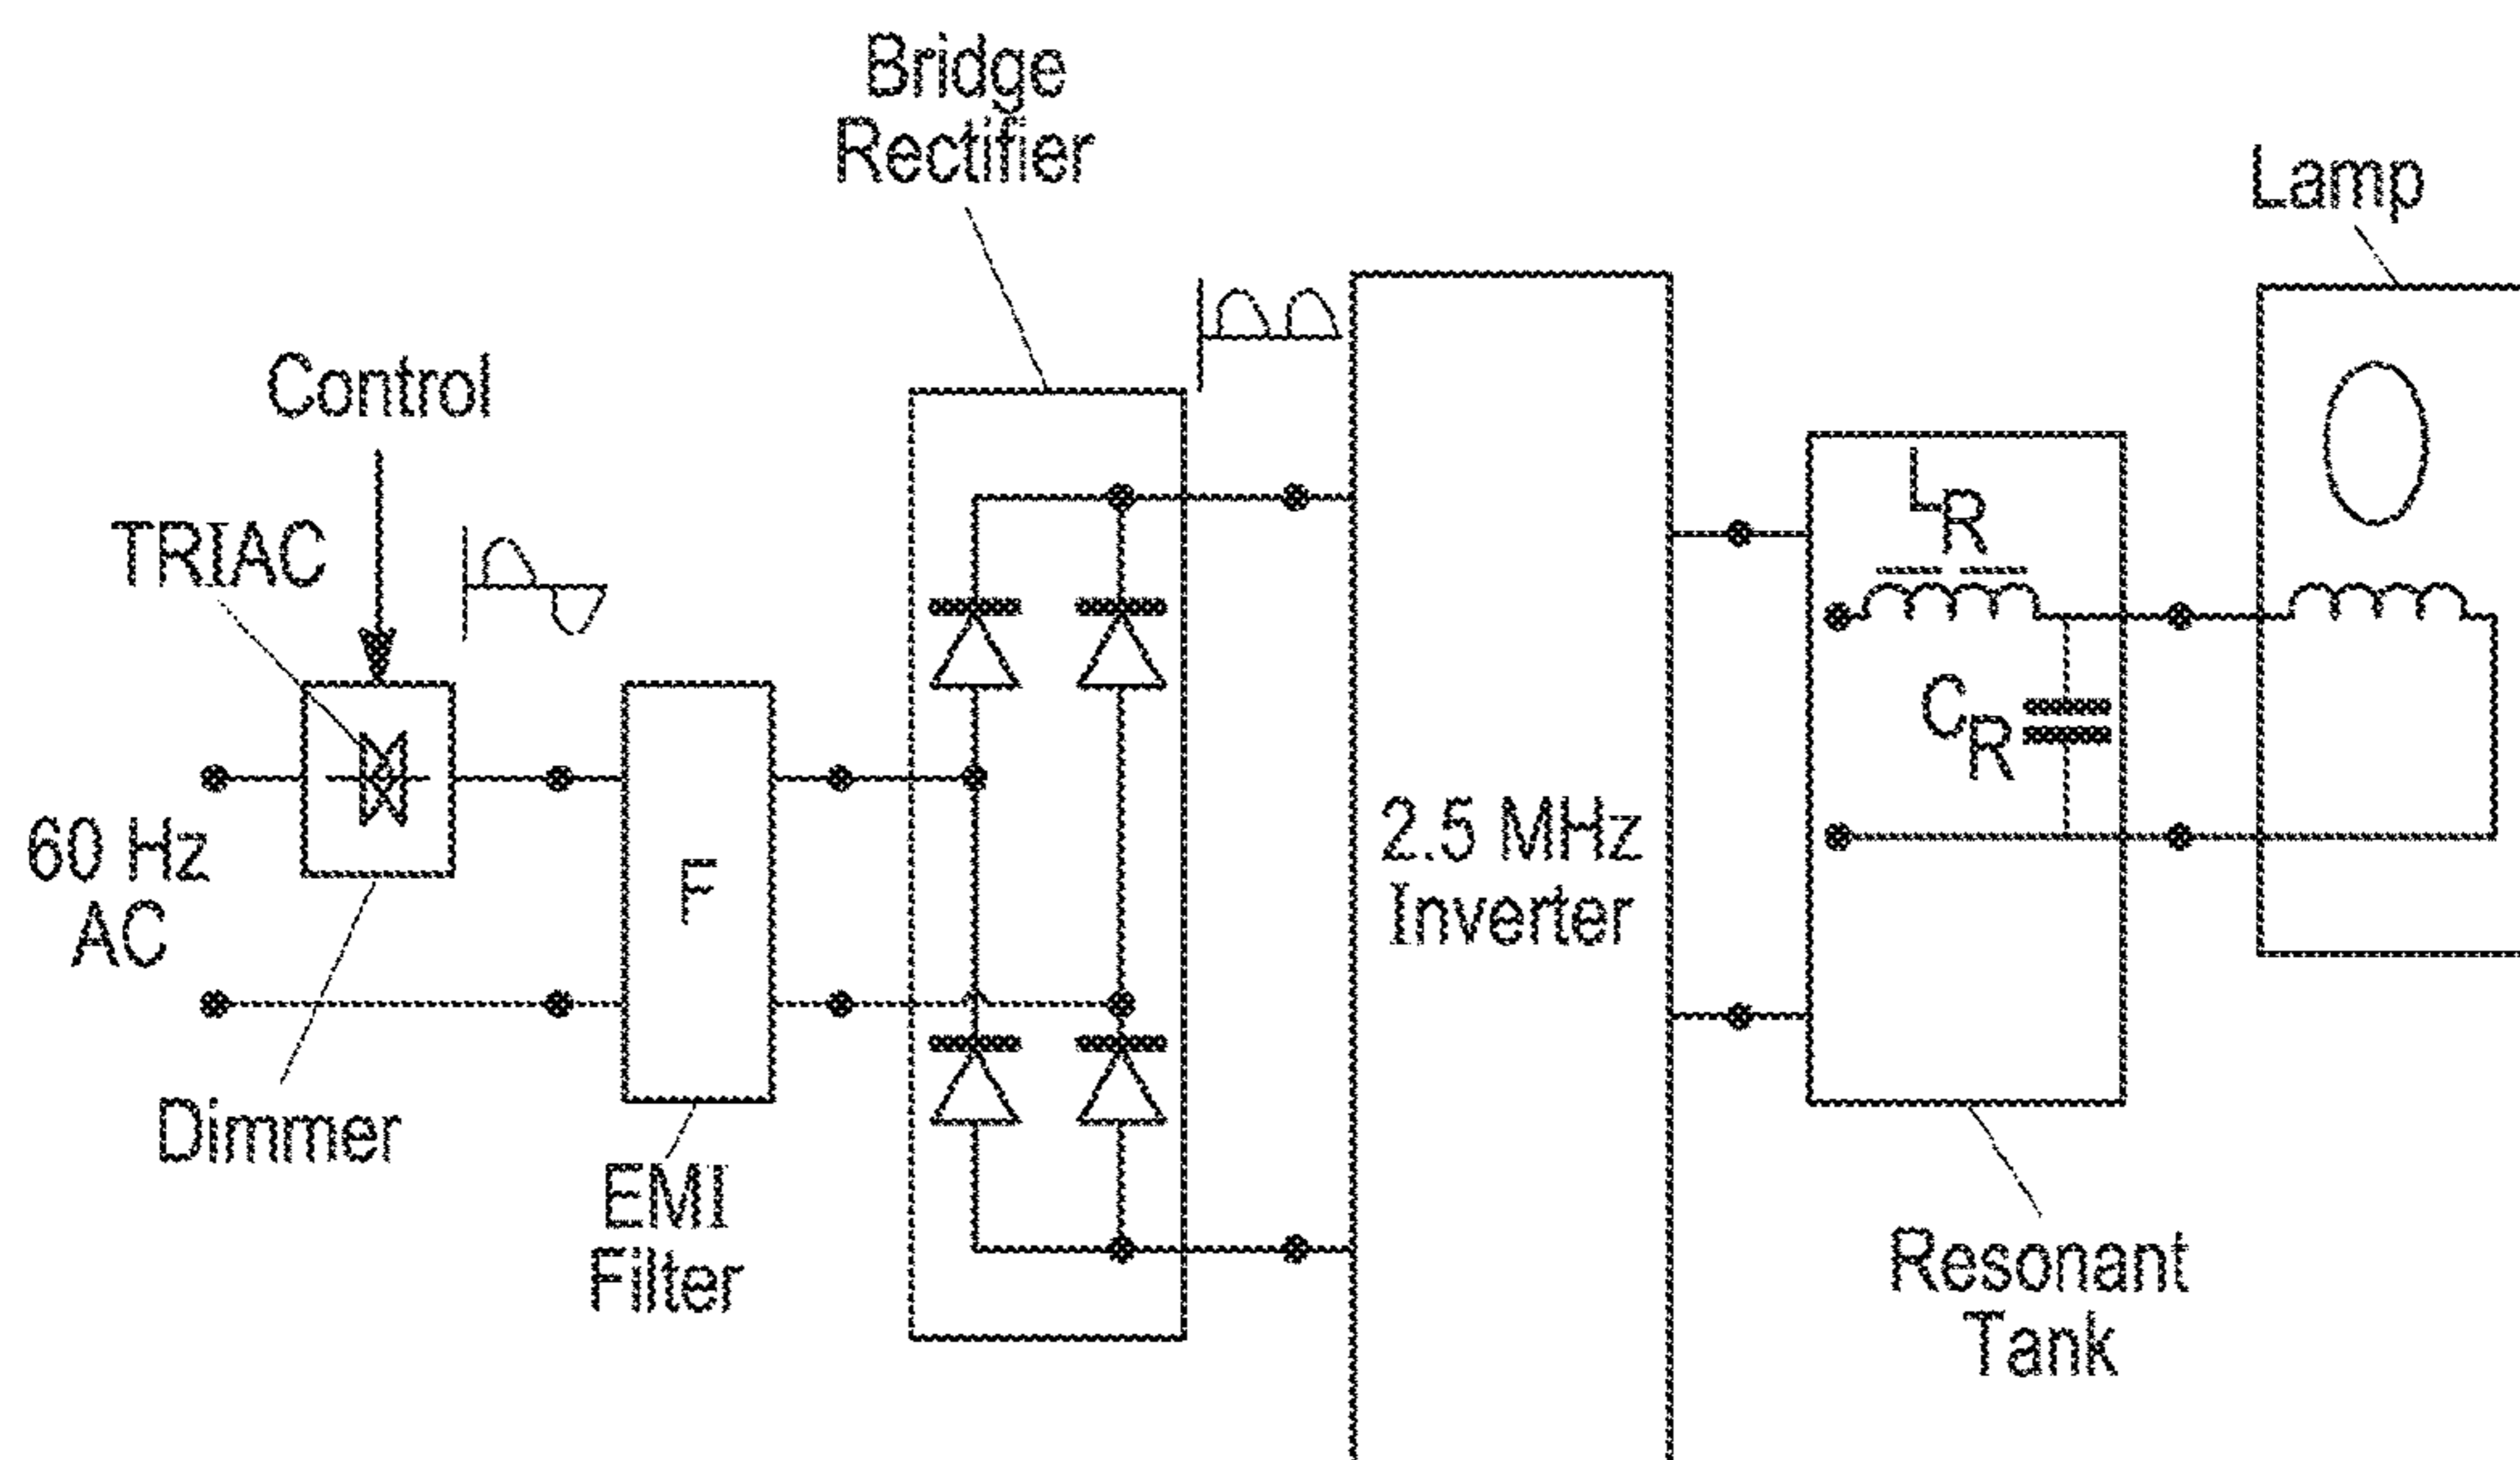 Bridge
Rectifier
Lamp
Control
TRIAC
L_R
C_R
60 Hz
AC
F
2.5 MHz
Inverter
Dimmer
EMI
Filter
Resonant
Tank